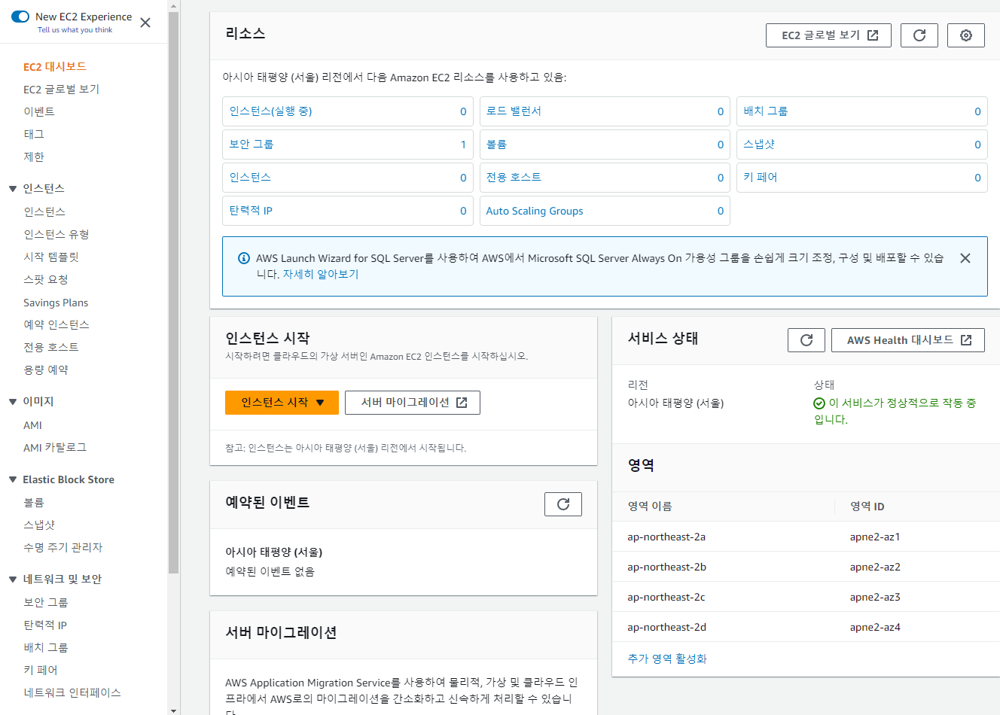 New EC2 Experience
Tell us what you think
EC2 대시보드
EC2 글로벌 보기
이벤트
태그
제한
인스턴스
인스턴스
인스턴스 유형
시작 템플릿
스팟 요청
Savings Plans
예약 인스턴스
전용 호스트
용량 예약
이미지
AMI
AMI 카탈로그
Elastic Block Store
볼륨
스냅샷
수명 주기 관리자
네트워크 및 보안
보안 그룹
탄력적 IP
배치 그룹
키 페어
네트워크 인터페이스
리소스
EC2 글로벌 보기
아시아 태평양 (서울) 리전에서 다음 Amazon EC2 리소스를 사용하고 있음:
인스턴스(실행 중) 0
로드 밸런서 0
배치 그룹 0
보안 그룹 1
볼륨 0
스냅샷 0
인스턴스 0
전용 호스트 0
키 페어 0
탄력적 IP 0
Auto Scaling Groups 0
AWS Launch Wizard for SQL Server를 사용하여 AWS에서 Microsoft SQL Server Always On 가용성 그룹을 손쉽게 크기 조정, 구성 및 배포할 수 있습
니다. 자세히 알아보기
인스턴스 시작
시작하려면 클라우드의 가상 서버인 Amazon EC2 인스턴스를 시작하십시오.
인스턴스 시작
서버 마이그레이션
참고: 인스턴스는 아시아 태평양 (서울) 리전에서 시작됩니다.
예약된 이벤트
아시아 태평양 (서울)
예약된 이벤트 없음
서버 마이그레이션
AWS Application Migration Service를 사용하여 물리적, 가상 및 클라우드 인
프라에서 AWS로의 마이그레이션을 간소화하고 신속하게 처리할 수 있습니
서비스 상태
AWS Health 대시보드
리전
아시아 태평양 (서울)
상태
이 서비스가 정상적으로 작동 중
입니다.
영역
영역 이름 영역 ID
ap-northeast-2a apne2-az1
ap-northeast-2b apne2-az2
ap-northeast-2c apne2-az3
ap-northeast-2d apne2-az4
추가 영역 활성화